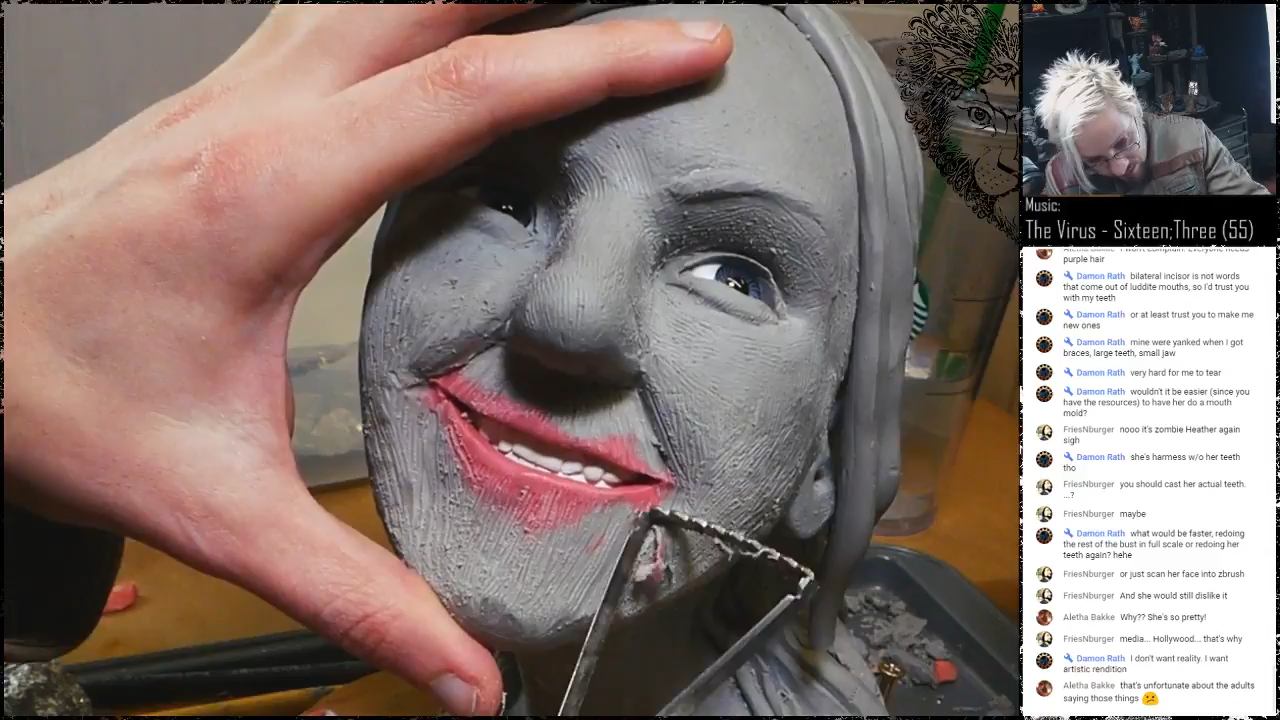 Music:
The Virus - Sixteen;Three (55)
Aletha Bakke I won't complain. Everyone needs
purple hair
Damon Rath bilateral incisor is not words
that come out of luddite mouths, so I'd trust you
with my teeth
Damon Rath or at least trust you to make me
new ones
Damon Rath mine were yanked when I got
braces, large teeth, small jaw
Damon Rath very hard for me to tear
Damon Rath wouldn't it be easier (since you
have the resources) to have her do a mouth
mold?
FriesNburger nooo it's zombie Heather again
sigh
Damon Rath she's harmess w/o her teeth
tho
FriesNburger you should cast her actual teeth.
...?
FriesNburger maybe
Damon Rath what would be faster, redoing
the rest of the bust in full scale or redoing her
teeth again? hehe
FriesNburger or just scan her face into zbrush
FriesNburger And she would still dislike it
Aletha Bakke Why?? She's so pretty!
FriesNburger media... Hollywood... that's why
Damon Rath I don't want reality. I want
artistic rendition
Aletha Bakke that's unfortunate about the adults
saying those things